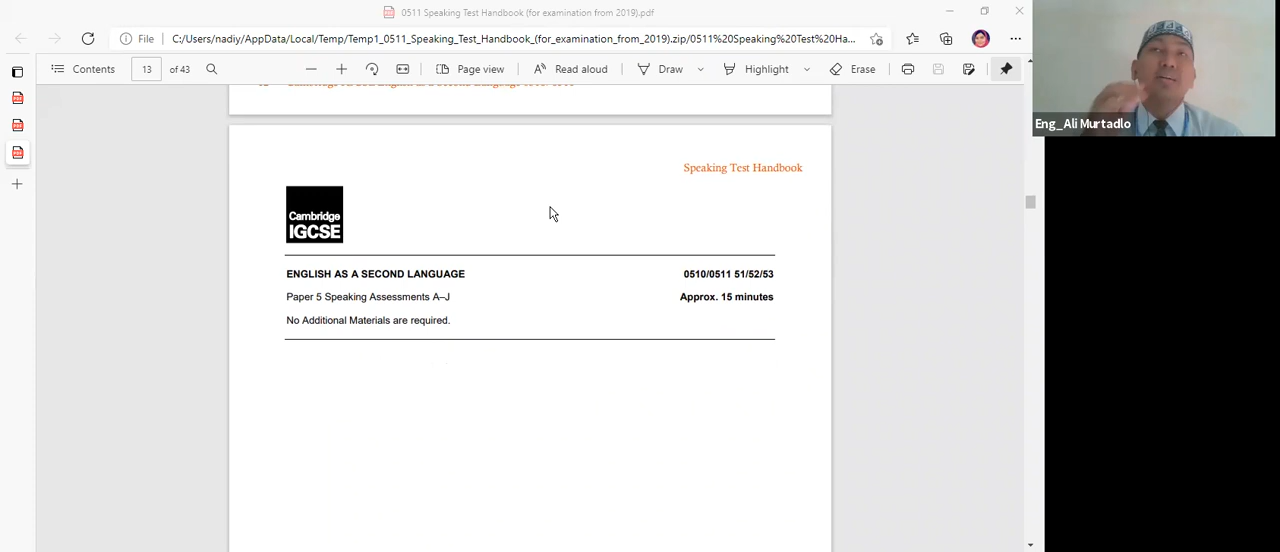 0511 Speaking Test Handbook (for examination from 2019).pdf
File C:/Users/nadiy/AppData/Local/Temp/Temp1_0511_Speaking_Test_Handbook_(for_examination_from_2019).zip/0511%20Speaking%20Test%20Ha...
Contents 13 of 43 Page view Read aloud Draw Highlight Erase
Eng_Ali Murtadlo
Speaking Test Handbook
Cambridge
IGCSE
ENGLISH AS A SECOND LANGUAGE 0510/0511 51/52/53
Paper 5 Speaking Assessments A–J Approx. 15 minutes
No Additional Materials are required.